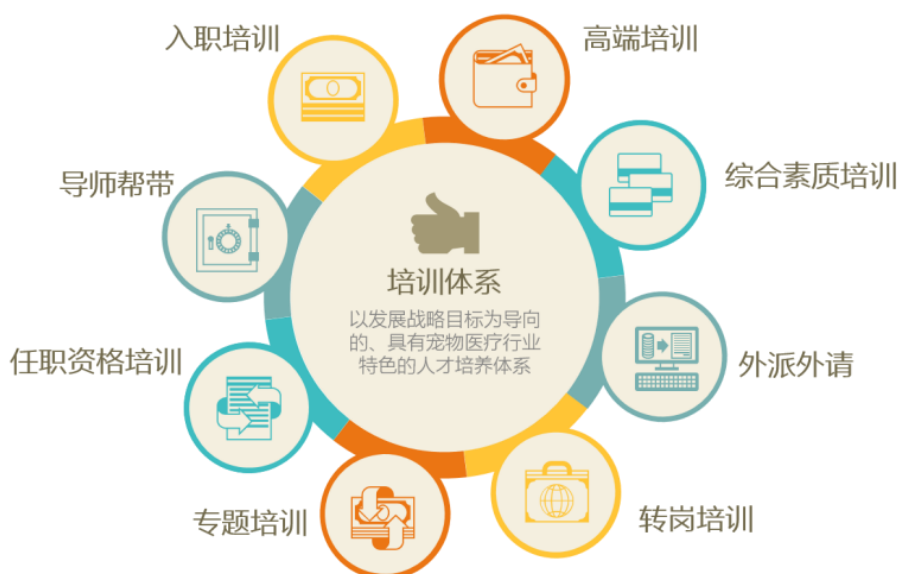 入职培训
高端培训
导师帮带
综合素质培训
培训体系
以发展战略目标为导向
的、具有宠物医疗行业
特色的人才培养体系
任职资格培训
外派外请
专题培训
转岗培训